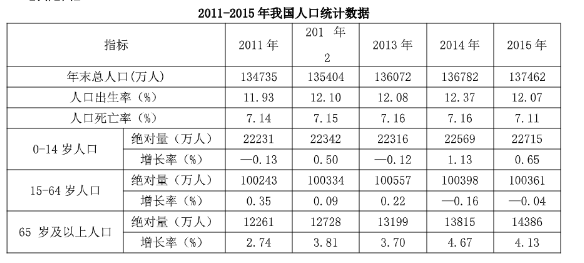 2011-2015 年我国人口统计数据
指标 2011 年 201 年 2 2013 年 2014 年 2015 年
年末总人口(万人) 134735 135404 136072 136782 137462
人口出生率（%） 11.93 12.10 12.08 12.37 12.07
人口死亡率（%） 7.14 7.15 7.16 7.16 7.11
0-14 岁人口 绝对量（万人） 22231 22342 22316 22569 22715
增长率（%） —0.13 0.50 —0.12 1.13 0.65
15-64 岁人口 绝对量（万人） 100243 100334 100557 100398 100361
增长率（%） 0.35 0.09 0.22 —0.16 —0.04
65 岁及以上人口 绝对量（万人） 12261 12728 13199 13815 14386
增长率（%） 2.74 3.81 3.70 4.67 4.13